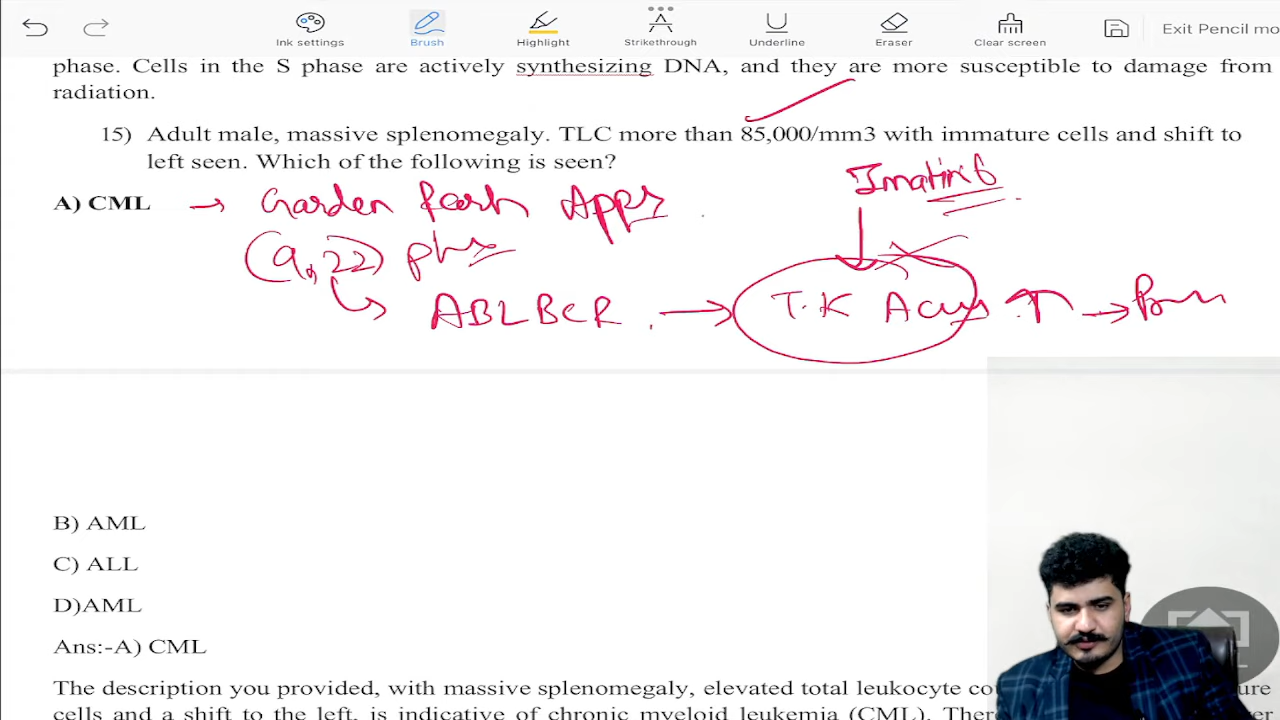 Ink settings Brush Highlight Strikethrough Underline Eraser Clear screen Exit Pencil mo
phase. Cells in the S phase are actively synthesizing DNA, and they are more susceptible to damage from
radiation.
15) Adult male, massive splenomegaly. TLC more than 85,000/mm3 with immature cells and shift to
left seen. Which of the following is seen?
Imatinib
A) CML → Garden Apps
(9,22)
ABL BCR → T.K ↑ →
B) AML
C) ALL
D)AML
Ans:-A) CML
The description you provided, with massive splenomegaly, elevated total leukocyte co
cells and a shift to the left, is indicative of chronic myeloid leukemia (CML). Ther